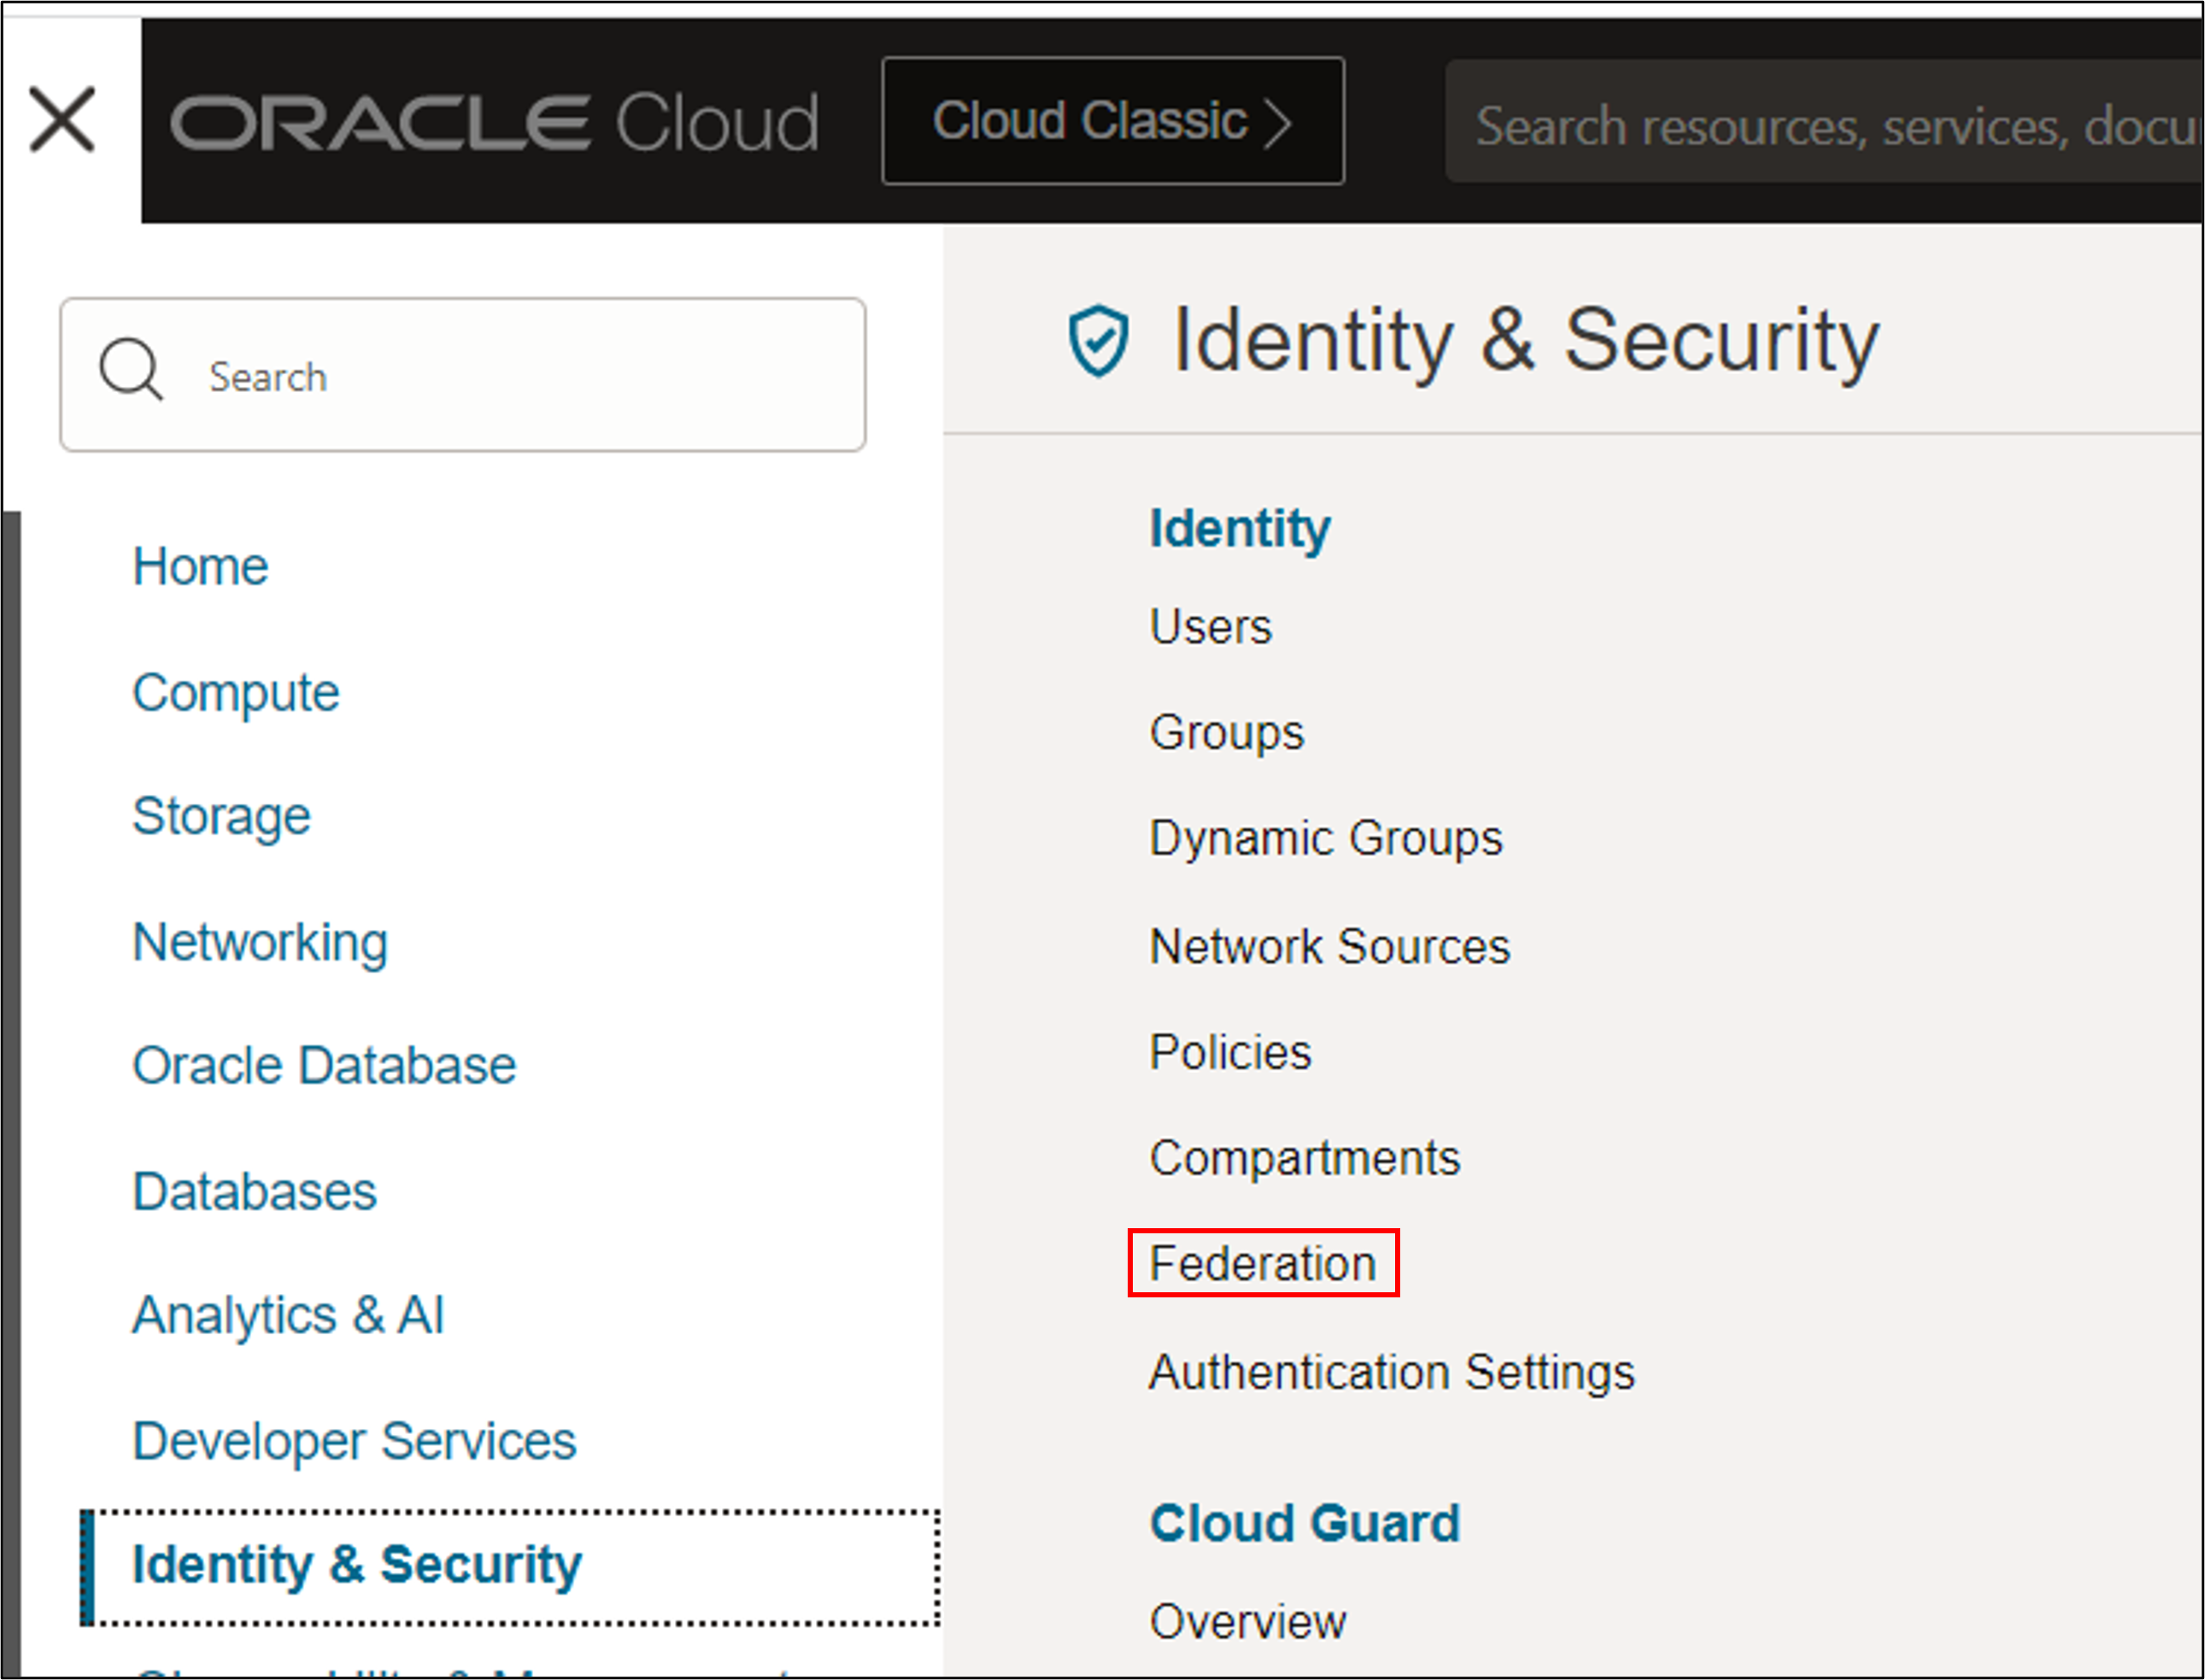 ORACLE Cloud
Cloud Classic
Search resources, services, docu
Search
Home
Compute
Storage
Networking
Oracle Database
Databases
Analytics & AI
Developer Services
Identity & Security
Identity & Security
Identity
Users
Groups
Dynamic Groups
Network Sources
Policies
Compartments
Federation
Authentication Settings
Cloud Guard
Overview